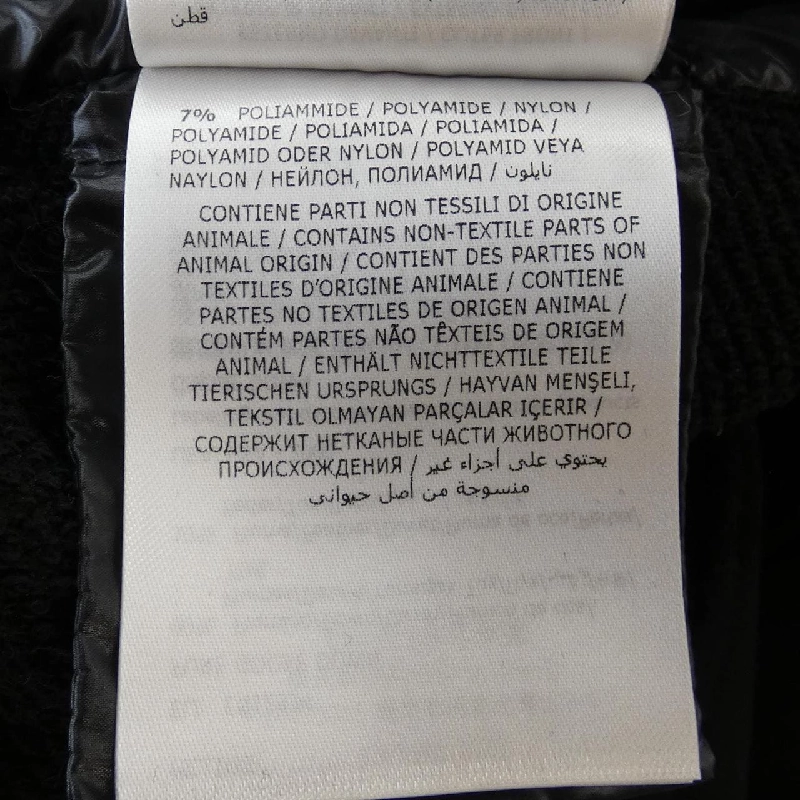 قطن
7% POLIAMMIDE / POLYAMIDE / NYLON /
POLYAMIDE / POLIAMIDA / POLIAMIDA /
POLYAMID ODER NYLON / POLYAMID VEYA
NAYLON / НЕЙЛОН, ПОЛИАМИД / نايلون
CONTIENE PARTI NON TESSILI DI ORIGINE
ANIMALE / CONTAINS NON-TEXTILE PARTS OF
ANIMAL ORIGIN / CONTIENT DES PARTIES NON
TEXTILES D'ORIGINE ANIMALE / CONTIENE
PARTES NO TEXTILES DE ORIGEN ANIMAL /
CONTÉM PARTES NÃO TÊXTEIS DE ORIGEM
ANIMAL / ENTHÄLT NICHTTEXTILE TEILE
TIERISCHEN URSPRUNGS / HAYVAN MENŞELİ,
TEKSTIL OLMAYAN PARÇALAR IÇERIR /
СОДЕРЖИТ НЕТКАНЫЕ ЧАСТИ ЖИВОТНОГО
ПРОИСХОЖДЕНИЯ / يحتوي على أجزاء غير
منسوجة من أصل حيواني